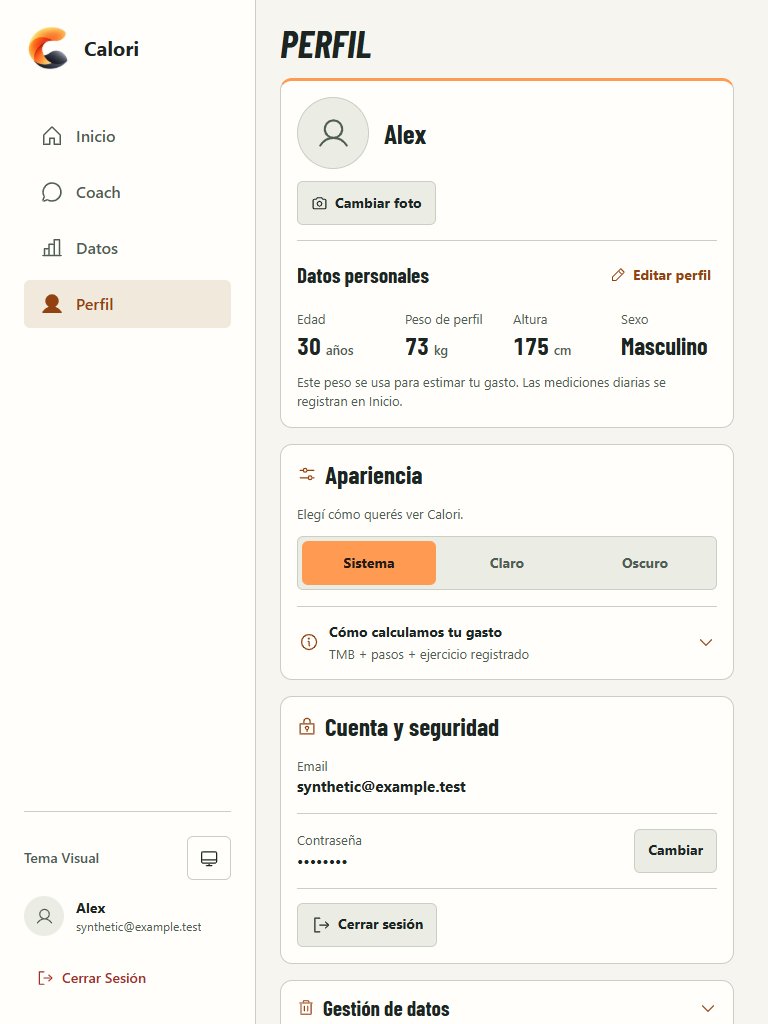 Calori
Inicio
Coach
Datos
Perfil
Tema Visual
Alex
synthetic@example.test
Cerrar Sesión
PERFIL
Alex
Cambiar foto
Datos personales
Editar perfil
Edad
30 años
Peso de perfil
73 kg
Altura
175 cm
Sexo
Masculino
Este peso se usa para estimar tu gasto. Las mediciones diarias se
registran en Inicio.
Apariencia
Elegí cómo querés ver Calori.
Sistema
Claro
Oscuro
Cómo calculamos tu gasto
TMB + pasos + ejercicio registrado
Cuenta y seguridad
Email
synthetic@example.test
Contraseña
••••••••
Cambiar
Cerrar sesión
Gestión de datos